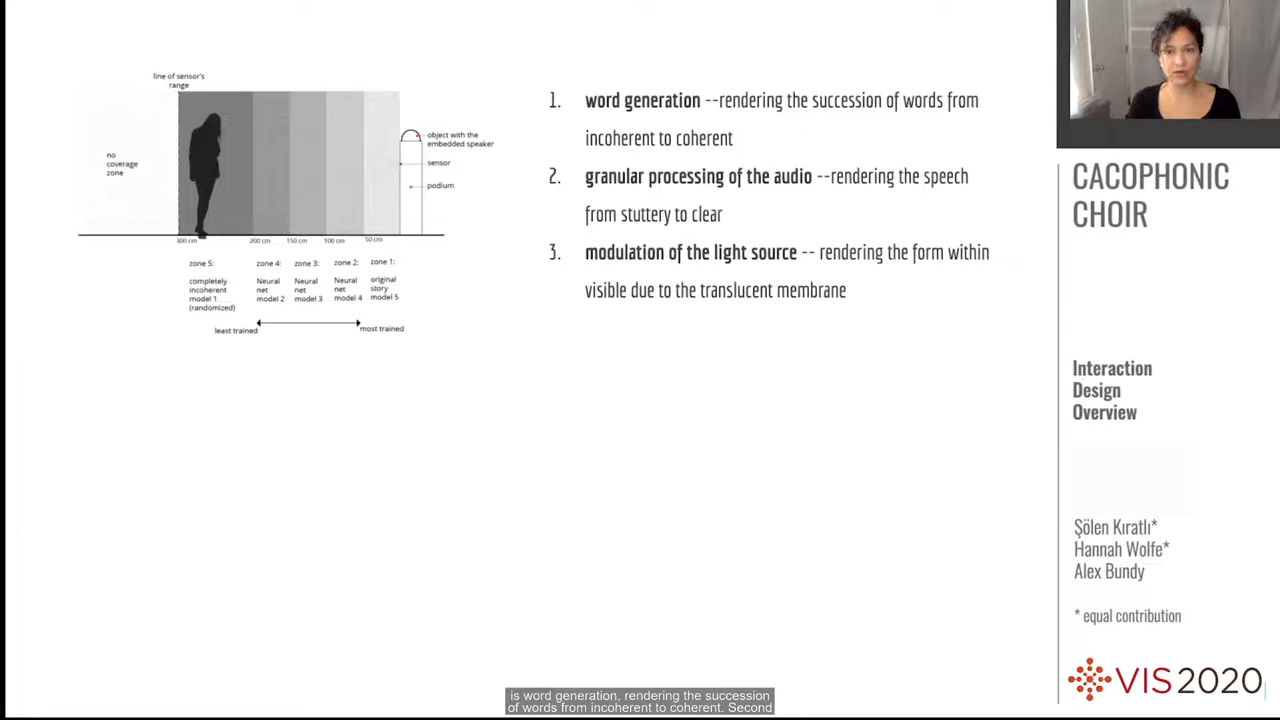 line of sensor's
range
no
coverage
zone
object with the
embedded speaker
sensor
podium
300 cm
200 cm
150 cm
100 cm
50 cm
zone 5:
completely
incoherent
model 1
(randomized)
zone 4:
Neural
net
model 2
zone 3:
Neural
net
model 3
zone 2:
Neural
net
model 4
zone 1:
original
story
model 5
least trained
most trained
1. word generation --rendering the succession of words from
incoherent to coherent
2. granular processing of the audio --rendering the speech
from stuttery to clear
3. modulation of the light source -- rendering the form within
visible due to the translucent membrane
CACOPHONIC
CHOIR
Interaction
Design
Overview
Şölen Kıratlı*
Hannah Wolfe*
Alex Bundy
* equal contribution
VIS2020
is word generation, rendering the succession
of words from incoherent to coherent. Second